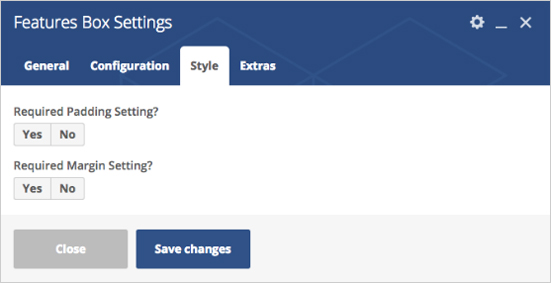 Features Box Settings
General Configuration Style Extras
Required Padding Setting?
Yes No
Required Margin Setting?
Yes No
Close Save changes